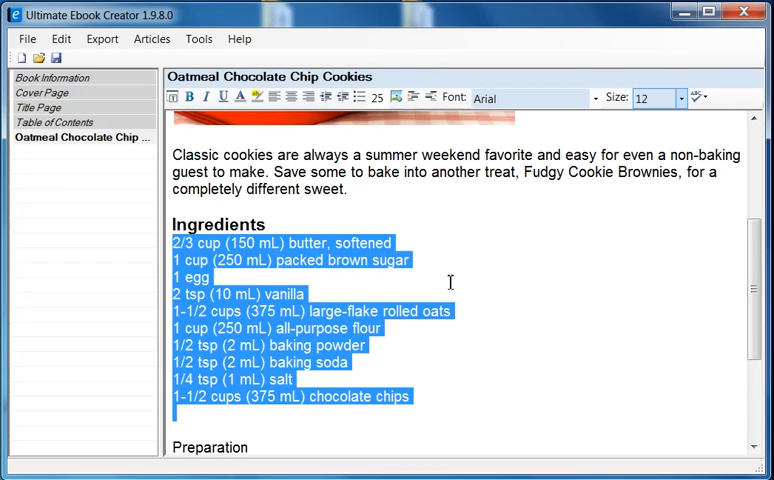 Ultimate Ebook Creator 1.9.8.0
File Edit Export Articles Tools Help
Book Information
Cover Page
Title Page
Table of Contents
Oatmeal Chocolate Chip ...
Oatmeal Chocolate Chip Cookies
B I U A 25 Font: Arial Size: 12 ABC
Classic cookies are always a summer weekend favorite and easy for even a non-baking
guest to make. Save some to bake into another treat, Fudgy Cookie Brownies, for a
completely different sweet.
Ingredients
2/3 cup (150 mL) butter, softened
1 cup (250 mL) packed brown sugar
1 egg
2 tsp (10 mL) vanilla
1-1/2 cups (375 mL) large-flake rolled oats
1 cup (250 mL) all-purpose flour
1/2 tsp (2 mL) baking powder
1/2 tsp (2 mL) baking soda
1/4 tsp (1 mL) salt
1-1/2 cups (375 mL) chocolate chips
Preparation